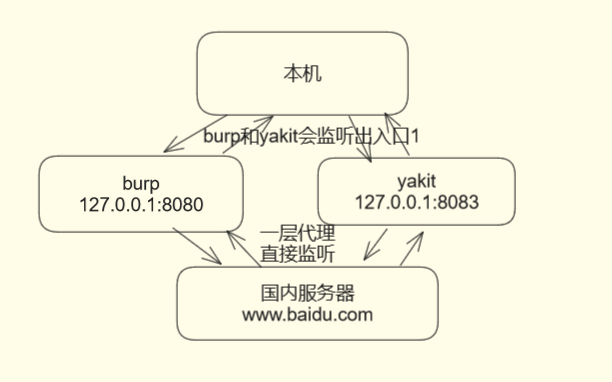 本机
burp和yakit会监听出入口1
burp
127.0.0.1:8080
yakit
127.0.0.1:8083
一层代理
直接监听
国内服务器
www.baidu.com